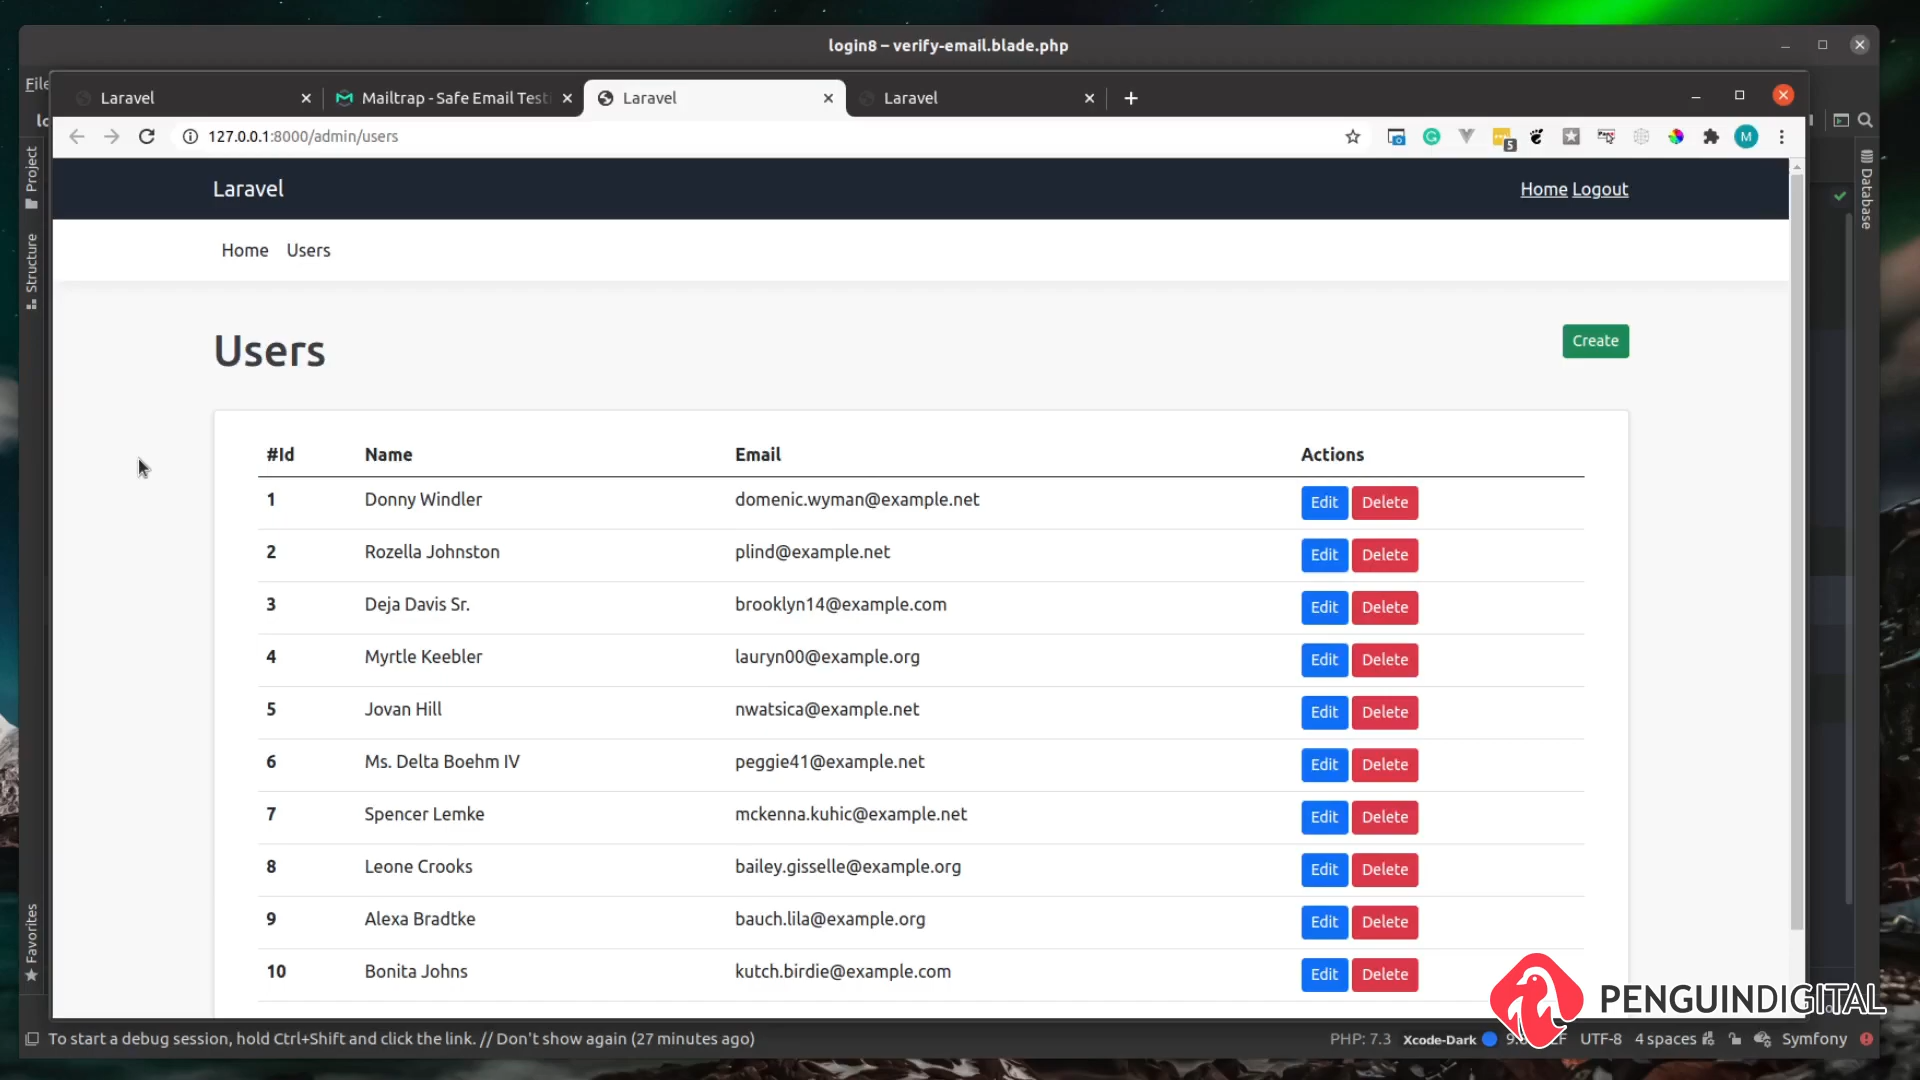 login8 – verify-email.blade.php
File
Laravel
Mailtrap - Safe Email Testi
Laravel
Laravel
127.0.0.1:8000/admin/users
5
M
Project
Structure
Favorites
Database
Laravel
Home Logout
Home Users
Users
Create
#Id Name Email Actions
1 Donny Windler domenic.wyman@example.net Edit Delete
2 Rozella Johnston plind@example.net Edit Delete
3 Deja Davis Sr. brooklyn14@example.com Edit Delete
4 Myrtle Keebler lauryn00@example.org Edit Delete
5 Jovan Hill nwatsica@example.net Edit Delete
6 Ms. Delta Boehm IV peggie41@example.net Edit Delete
7 Spencer Lemke mckenna.kuhic@example.net Edit Delete
8 Leone Crooks bailey.gisselle@example.org Edit Delete
9 Alexa Bradtke bauch.lila@example.org Edit Delete
10 Bonita Johns kutch.birdie@example.com Edit Delete
PENGUINDIGITAL
To start a debug session, hold Ctrl+Shift and click the link. // Don't show again (27 minutes ago)
PHP: 7.3 Xcode-Dark UTF-8 4 spaces Symfony